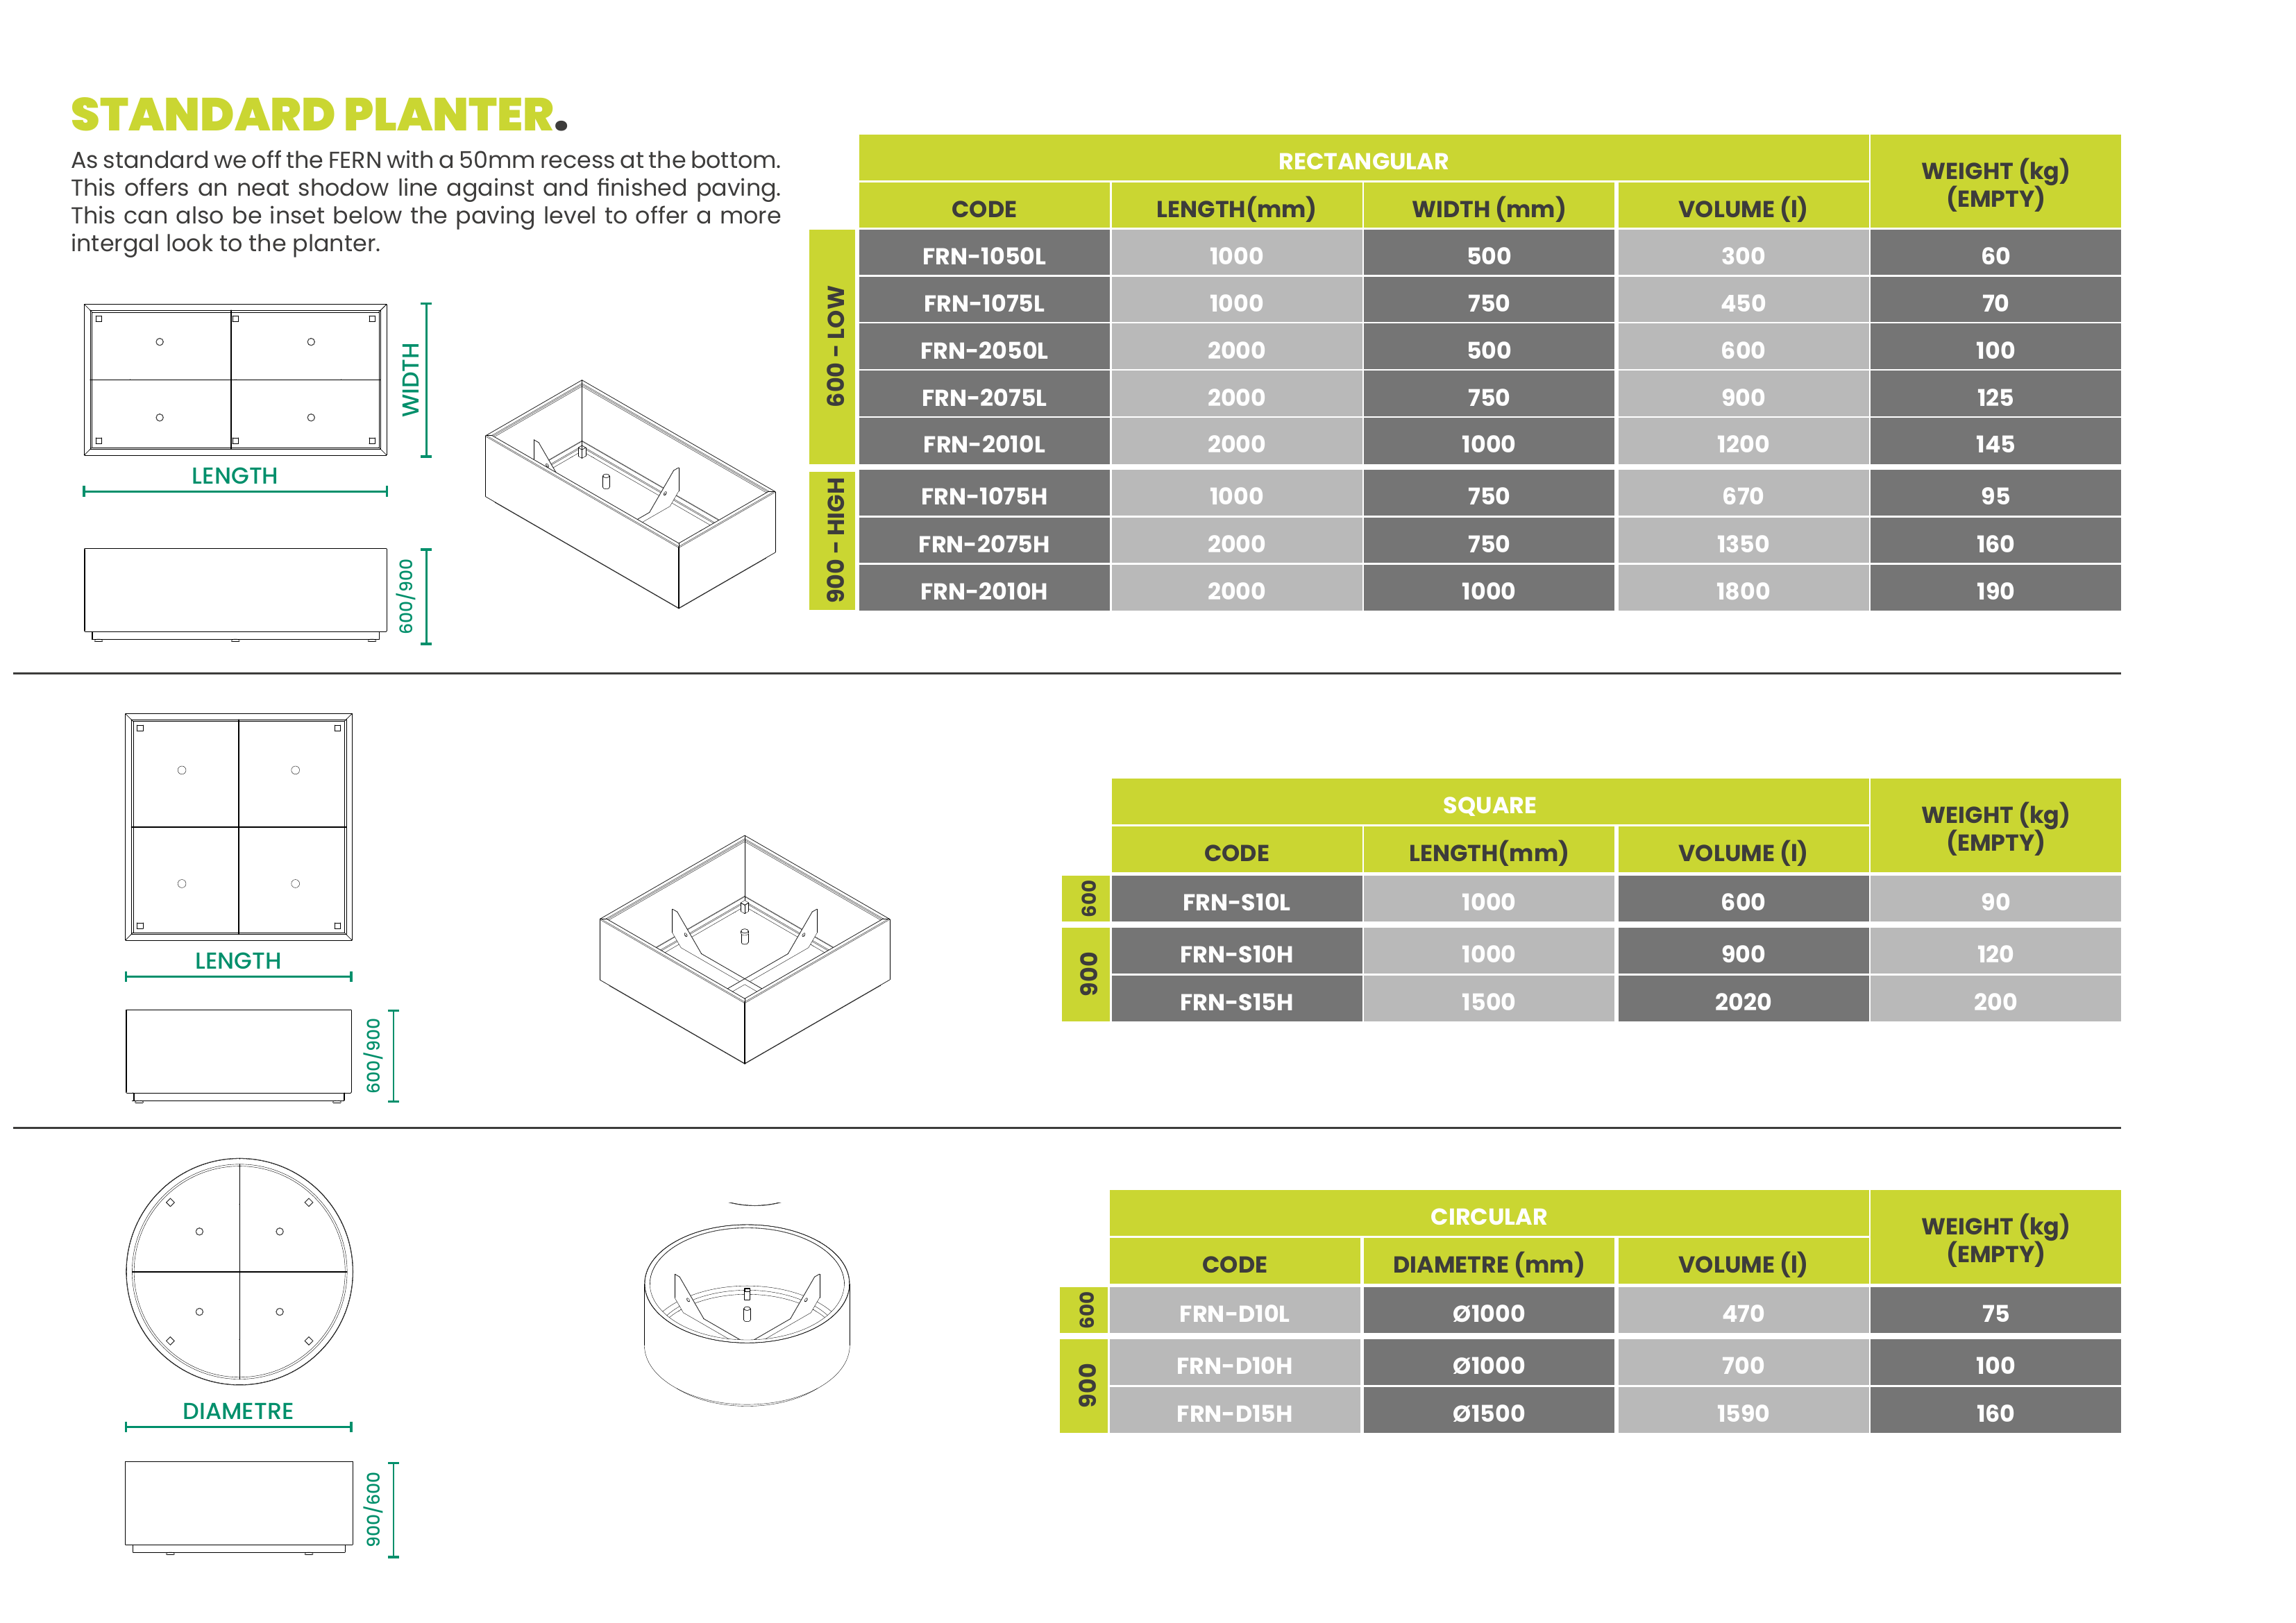 STANDARD PLANTER.
As standard we off the FERN with a 50mm recess at the bottom.
This offers an neat shodow line against and finished paving.
This can also be inset below the paving level to offer a more
intergal look to the planter.
WIDTH
LENGTH
600/900
RECTANGULAR WEIGHT (kg) (EMPTY)
CODE LENGTH(mm) WIDTH (mm) VOLUME (l)
600 - LOW
FRN-1050L 1000 500 300 60
FRN-1075L 1000 750 450 70
FRN-2050L 2000 500 600 100
FRN-2075L 2000 750 900 125
FRN-2010L 2000 1000 1200 145
900 - HIGH
FRN-1075H 1000 750 670 95
FRN-2075H 2000 750 1350 160
FRN-2010H 2000 1000 1800 190
LENGTH
600/900
SQUARE WEIGHT (kg) (EMPTY)
CODE LENGTH(mm) VOLUME (l)
600
FRN-S10L 1000 600 90
900
FRN-S10H 1000 900 120
FRN-S15H 1500 2020 200
DIAMETRE
900/600
CIRCULAR WEIGHT (kg) (EMPTY)
CODE DIAMETRE (mm) VOLUME (l)
600
FRN-D10L Ø1000 470 75
900
FRN-D10H Ø1000 700 100
FRN-D15H Ø1500 1590 160